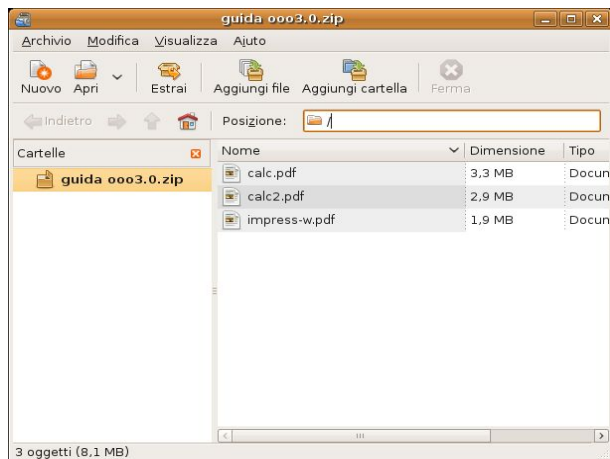 guida ooo3.0.zip
Archivio Modifica Visualizza Aiuto
Nuovo Apri Estrai Aggiungi file Aggiungi cartella Ferma
Indietro Posizione: /
Cartelle Nome Dimensione Tipo
guida ooo3.0.zip calc.pdf 3,3 MB Docun
calc2.pdf 2,9 MB Docun
impress-w.pdf 1,9 MB Docun
3 oggetti (8,1 MB)